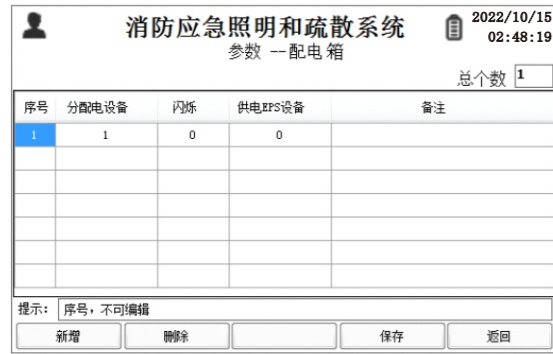 消防应急照明和疏散系统
2022/10/15
02:48:19
参数 --配电箱
总个数 1
序号 分配电设备 闪烁 供电EPS设备 备注
1 1 0 0
提示: 序号，不可编辑
新增 删除 保存 返回